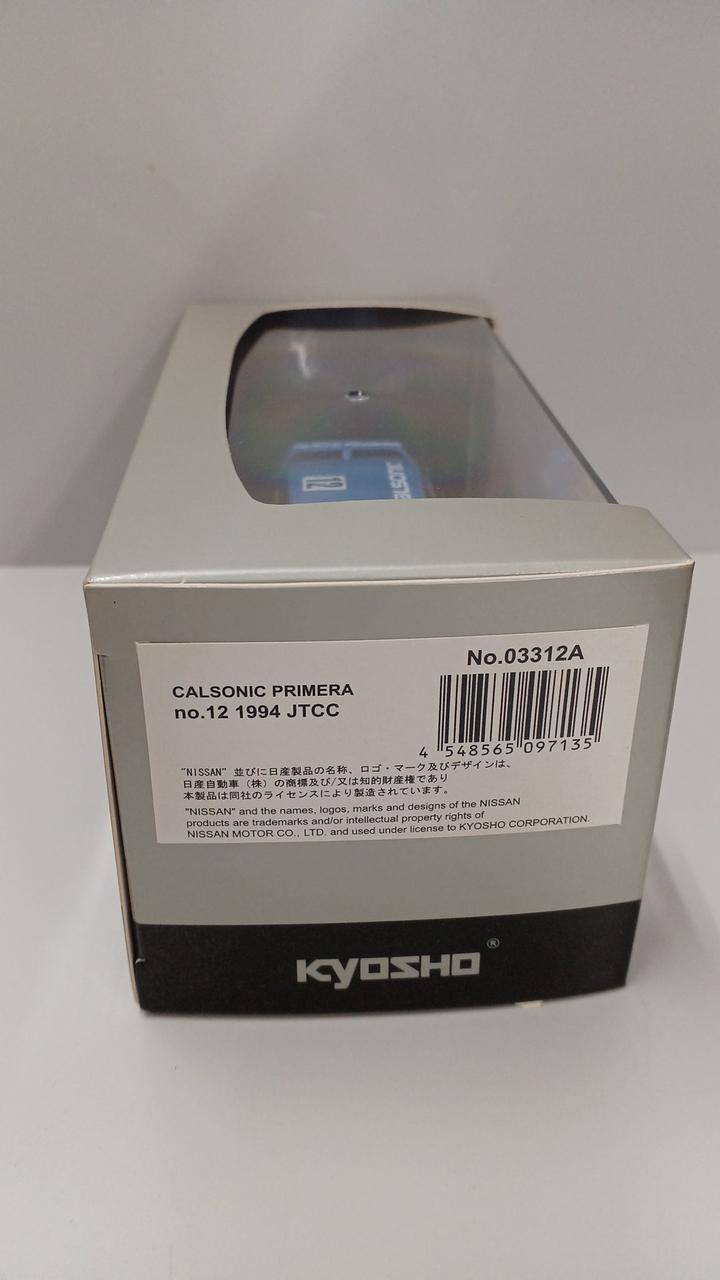 12
CALSONIC PRIMERA
no.12 1994 JTCC
No.03312A
4 548565 097135
"NISSAN" 並びに日産製品の名称、ロゴ・マーク及びデザインは、
日産自動車（株）の商標及び/又は知的財産権であり
本製品は同社のライセンスにより製造されています。
"NISSAN" and the names, logos, marks and designs of the NISSAN
products are trademarks and/or intellectual property rights of
NISSAN MOTOR CO., LTD. and used under license to KYOSHO CORPORATION.
KYOSHO®